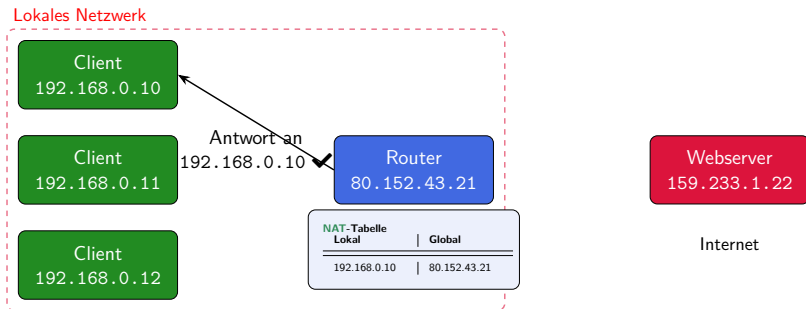 Lokales Netzwerk
Client
192.168.0.10
Client
192.168.0.11
Client
192.168.0.12
Antwort an
192.168.0.10 ✔
Router
80.152.43.21
NAT-Tabelle
Lokal | Global
192.168.0.10 | 80.152.43.21
Webserver
159.233.1.22
Internet